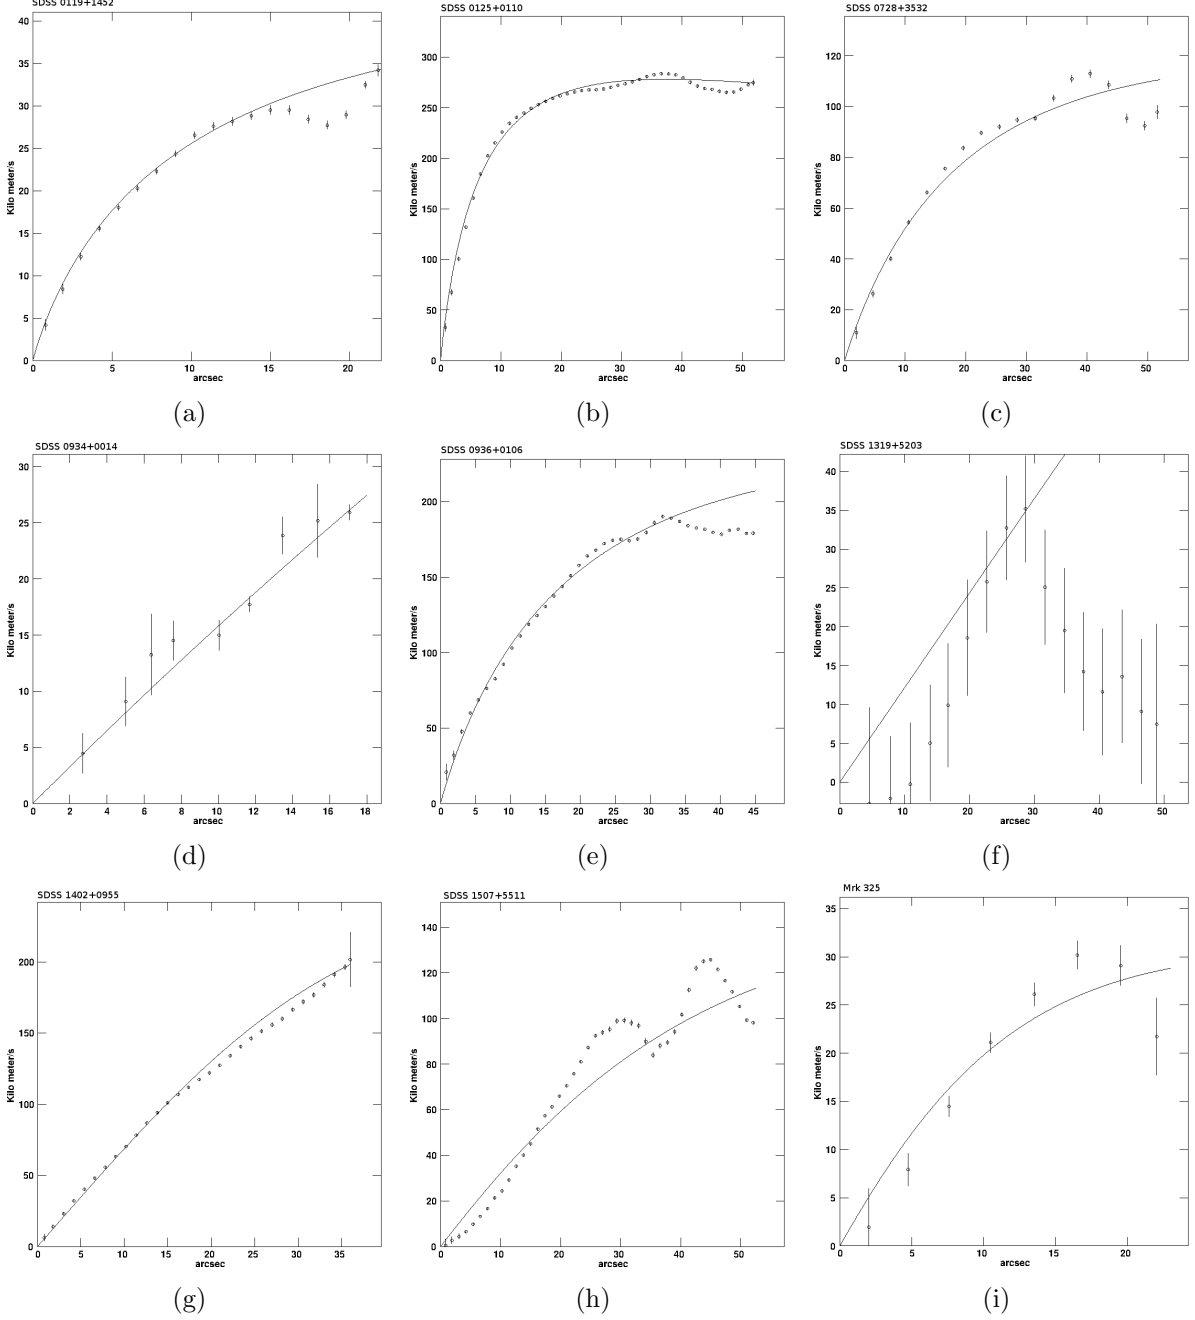 SDSS 0119+1452
40
35
30
25
20
15
10
5
0
Kilo meter/s
0 5 10 15 20
arcsec
(a)
SDSS 0125+0110
300
250
200
150
100
50
0
Kilo meter/s
0 10 20 30 40 50
arcsec
(b)
SDSS 0728+3532
120
100
80
60
40
20
0
Kilo meter/s
0 10 20 30 40 50
arcsec
(c)
SDSS 0934+0014
30
25
20
15
10
5
0
Kilo meter/s
0 2 4 6 8 10 12 14 16 18
arcsec
(d)
SDSS 0936+0106
200
150
100
50
0
Kilo meter/s
0 5 10 15 20 25 30 35 40 45
arcsec
(e)
SDSS 1319+5203
40
35
30
25
20
15
10
5
0
Kilo meter/s
0 10 20 30 40 50
arcsec
(f)
SDSS 1402+0955
200
150
100
50
0
Kilo meter/s
0 5 10 15 20 25 30 35
arcsec
(g)
SDSS 1507+5511
140
120
100
80
60
40
20
0
Kilo meter/s
0 10 20 30 40 50
arcsec
(h)
Mrk 325
35
30
25
20
15
10
5
0
Kilo meter/s
0 5 10 15 20
arcsec
(i)